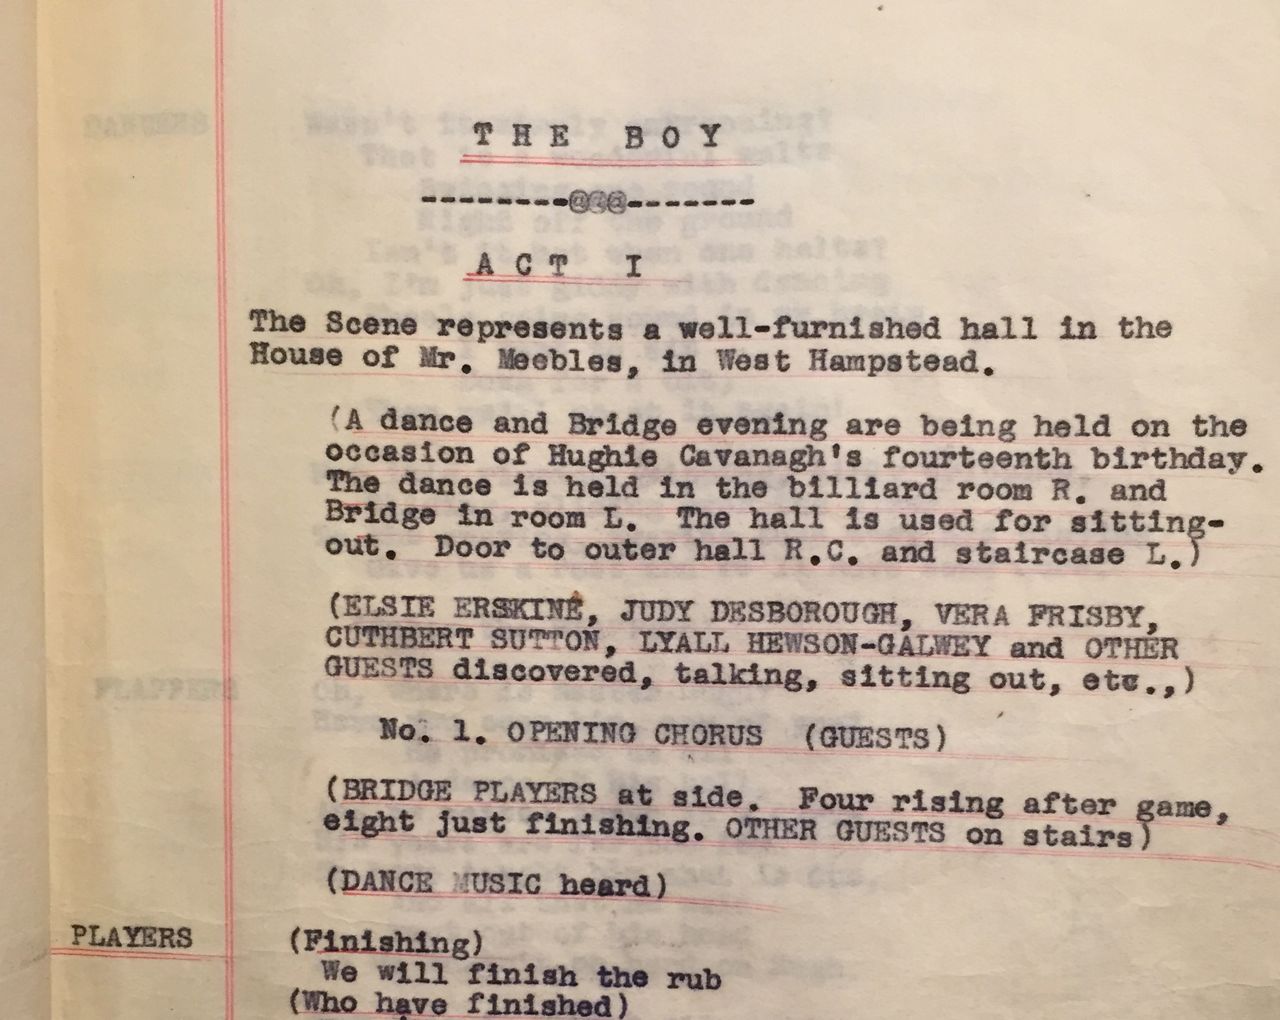 THE BOY
--------@@@-------
ACT I
The Scene represents a well-furnished hall in the
House of Mr. Meebles, in West Hampstead.
(A dance and Bridge evening are being held on the
occasion of Hughie Cavanagh's fourteenth birthday.
The dance is held in the billiard room R. and
Bridge in room L. The hall is used for sitting-
out. Door to outer hall R.C. and staircase L.)
(ELSIE ERSKINE, JUDY DESBOROUGH, VERA FRISBY,
CUTHBERT SUTTON, LYALL HEWSON-GALWEY and OTHER
GUESTS discovered, talking, sitting out, etc.,)
No. 1. OPENING CHORUS (GUESTS)
(BRIDGE PLAYERS at side. Four rising after game,
eight just finishing. OTHER GUESTS on stairs)
(DANCE MUSIC heard)
PLAYERS (Finishing)
We will finish the rub
(Who have finished)